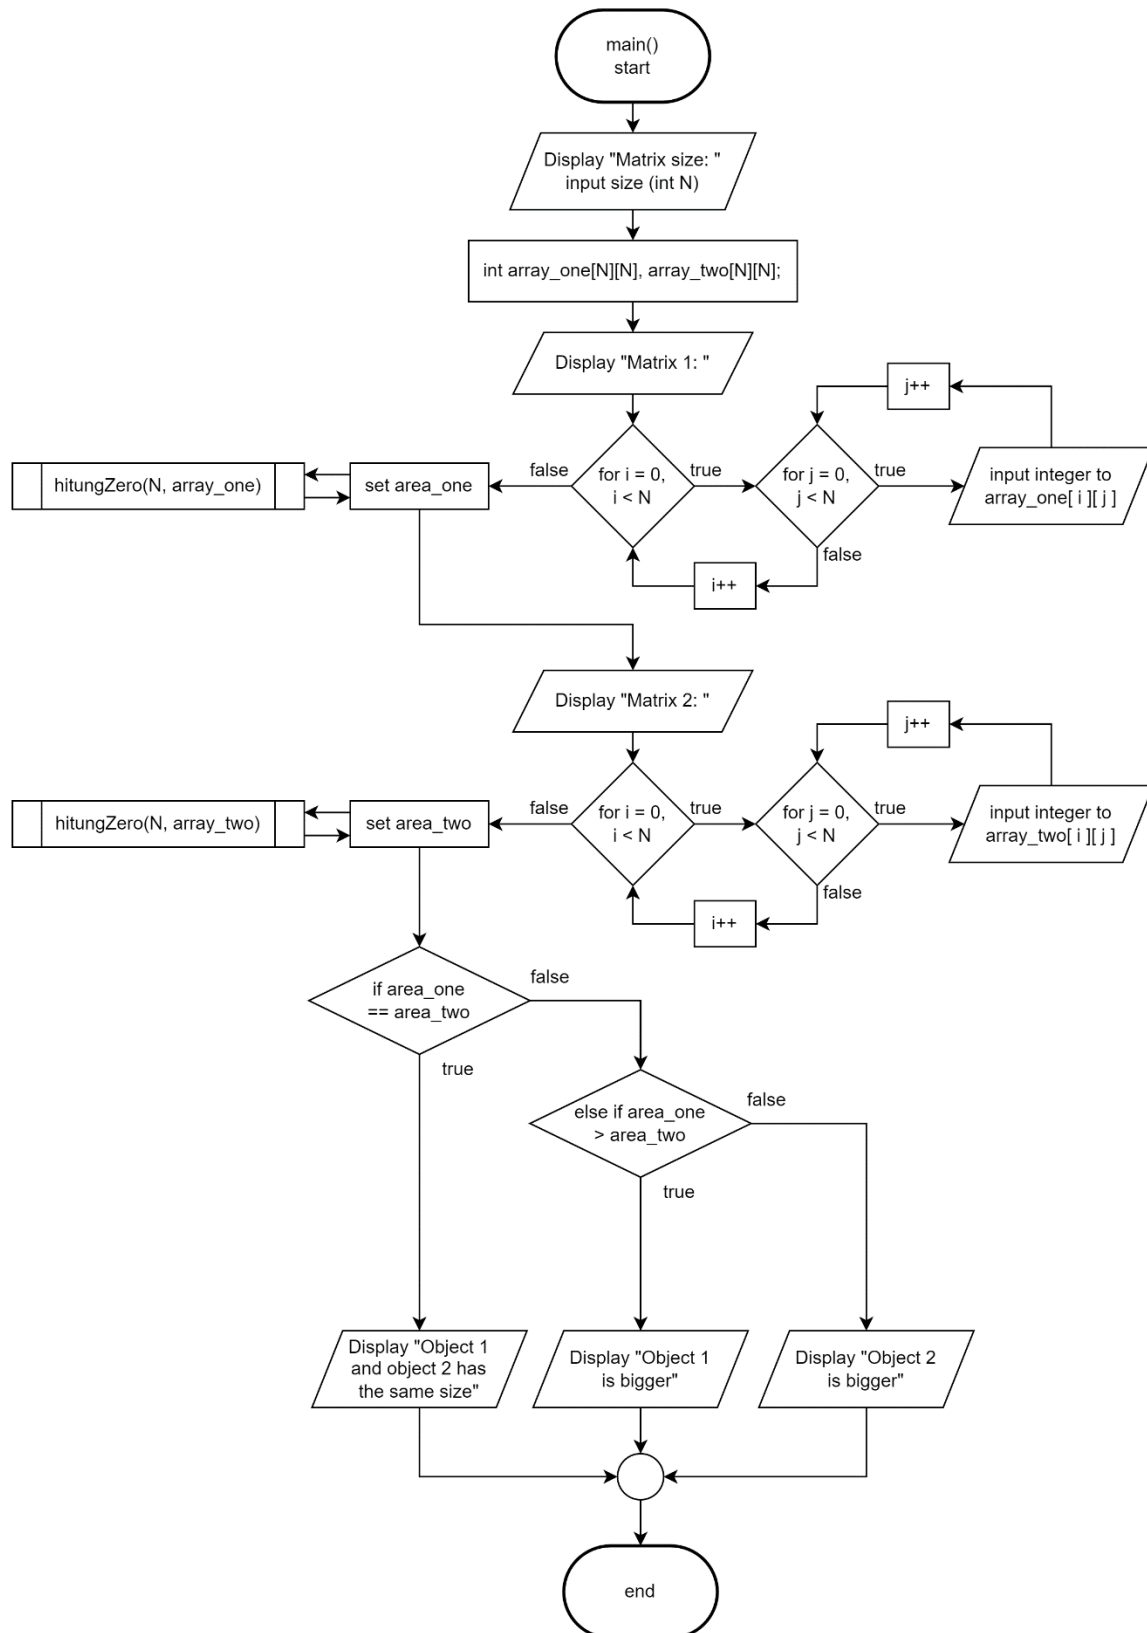 main()
start
Display "Matrix size: "
input size (int N)
int array_one[N][N], array_two[N][N];
Display "Matrix 1: "
j++
hitungZero(N, array_one)
set area_one
false
for i = 0,
i < N
true
for j = 0,
j < N
true
input integer to
array_one[ i ][ j ]
false
i++
Display "Matrix 2: "
j++
hitungZero(N, array_two)
set area_two
false
for i = 0,
i < N
true
for j = 0,
j < N
true
input integer to
array_two[ i ][ j ]
false
i++
if area_one
== area_two
false
true
else if area_one
> area_two
false
true
Display "Object 1
and object 2 has
the same size"
Display "Object 1
is bigger"
Display "Object 2
is bigger"
end